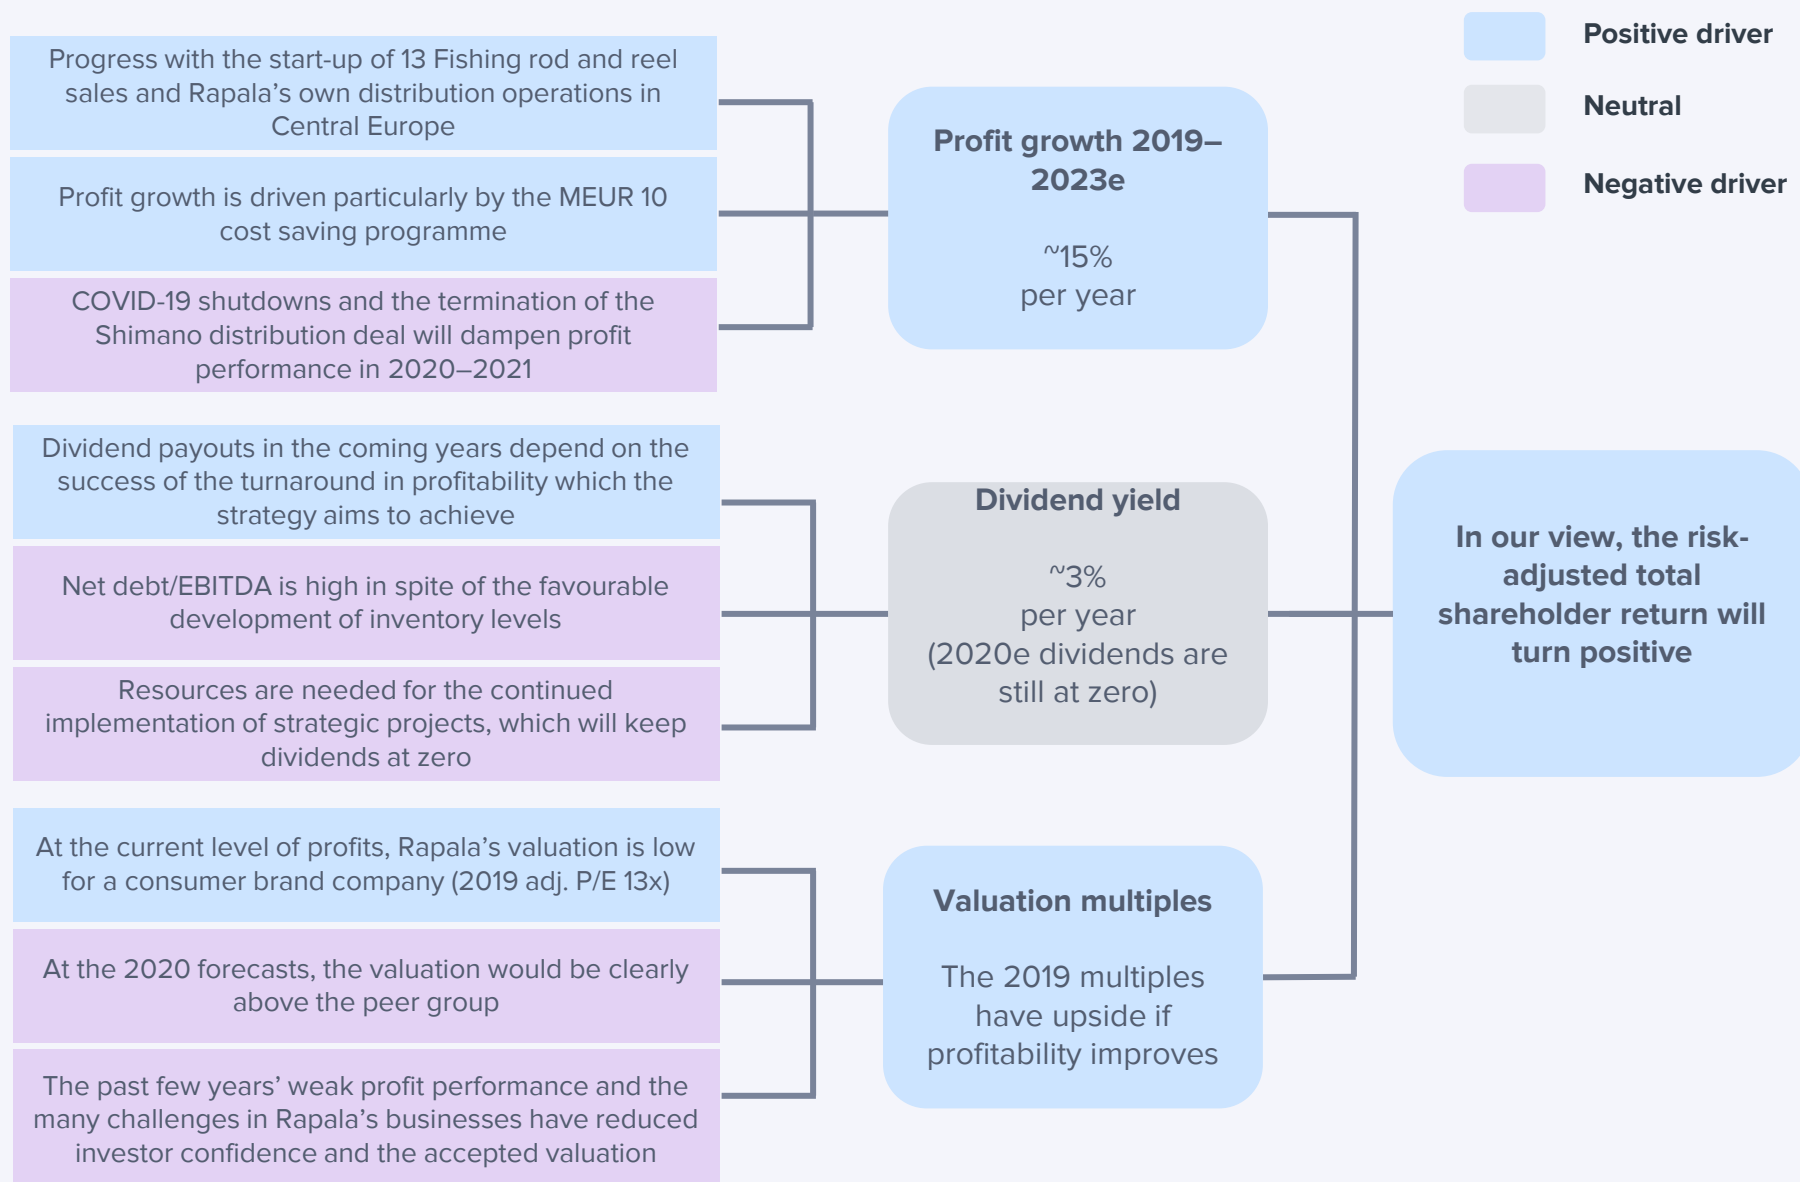 Positive driver
Neutral
Negative driver
Progress with the start-up of 13 Fishing rod and reel
sales and Rapala’s own distribution operations in
Central Europe
Profit growth is driven particularly by the MEUR 10
cost saving programme
COVID-19 shutdowns and the termination of the
Shimano distribution deal will dampen profit
performance in 2020–2021
Profit growth 2019–
2023e
~15%
per year
Dividend payouts in the coming years depend on the
success of the turnaround in profitability which the
strategy aims to achieve
Net debt/EBITDA is high in spite of the favourable
development of inventory levels
Resources are needed for the continued
implementation of strategic projects, which will keep
dividends at zero
Dividend yield
~3%
per year
(2020e dividends are
still at zero)
At the current level of profits, Rapala’s valuation is low
for a consumer brand company (2019 adj. P/E 13x)
At the 2020 forecasts, the valuation would be clearly
above the peer group
The past few years’ weak profit performance and the
many challenges in Rapala’s businesses have reduced
investor confidence and the accepted valuation
Valuation multiples
The 2019 multiples
have upside if
profitability improves
In our view, the risk-
adjusted total
shareholder return will
turn positive